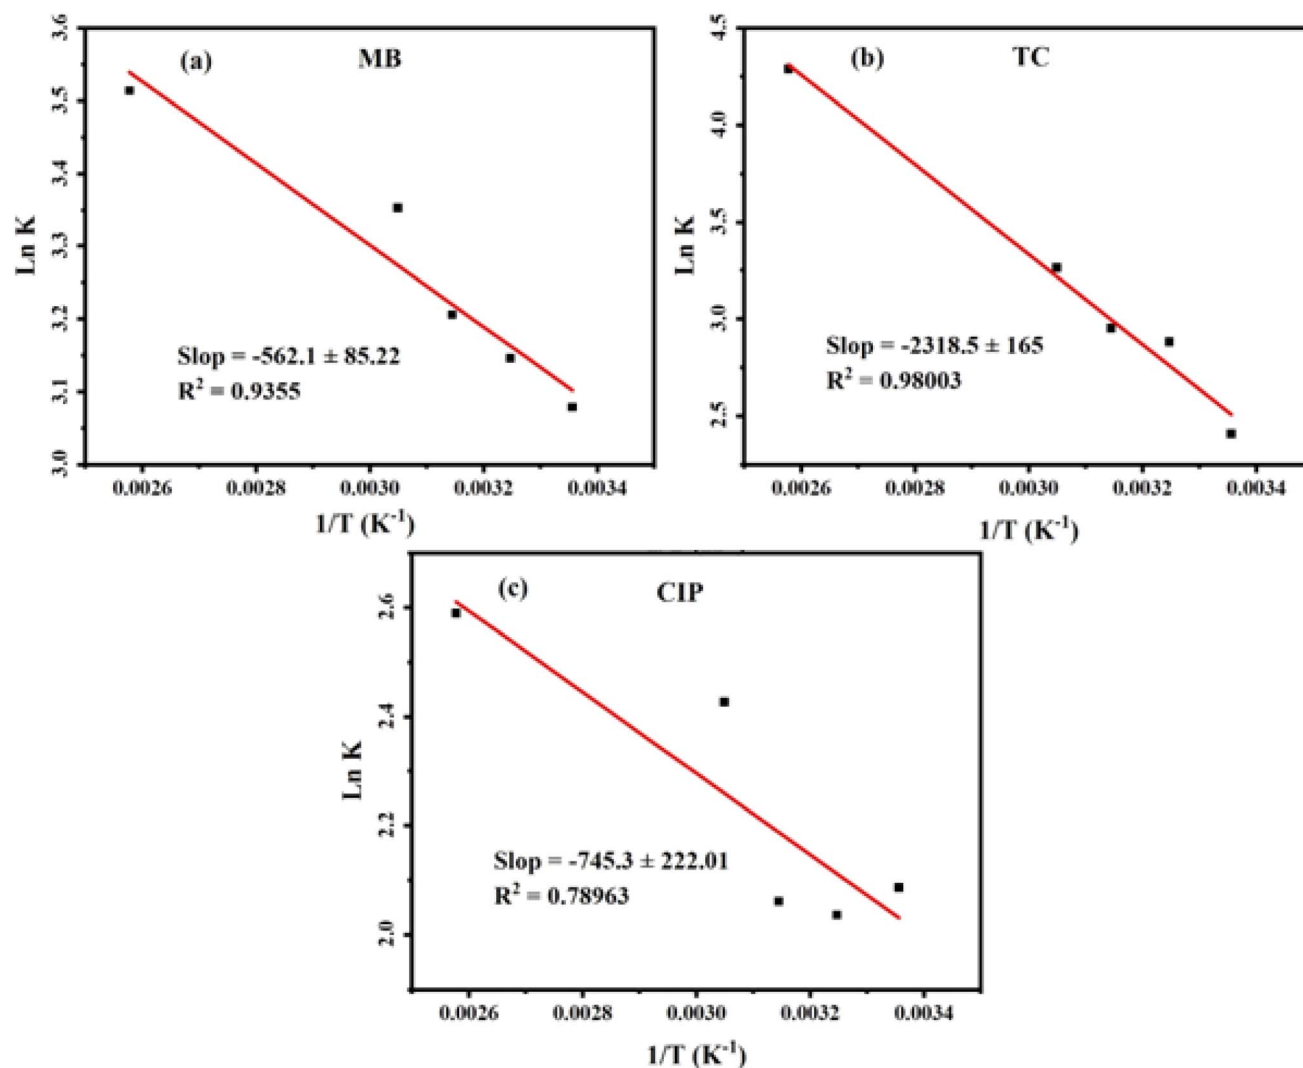 (a) MB
3.6
3.5
3.4
3.3
3.2
3.1
3.0
Ln K
Slop = -562.1 ± 85.22
R² = 0.9355
0.0026 0.0028 0.0030 0.0032 0.0034
1/T (K⁻¹)
(b) TC
4.5
4.0
3.5
3.0
2.5
Ln K
Slop = -2318.5 ± 165
R² = 0.98003
0.0026 0.0028 0.0030 0.0032 0.0034
1/T (K⁻¹)
(c) CIP
2.6
2.4
2.2
2.0
Ln K
Slop = -745.3 ± 222.01
R² = 0.78963
0.0026 0.0028 0.0030 0.0032 0.0034
1/T (K⁻¹)